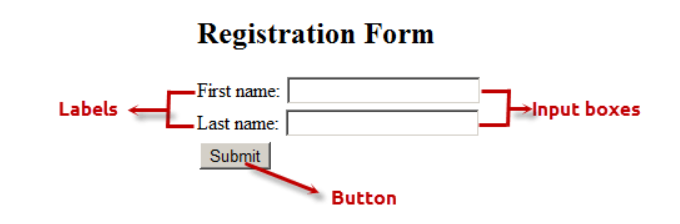 Registration Form
First name:
Labels
Input boxes
Last name:
Submit
Button